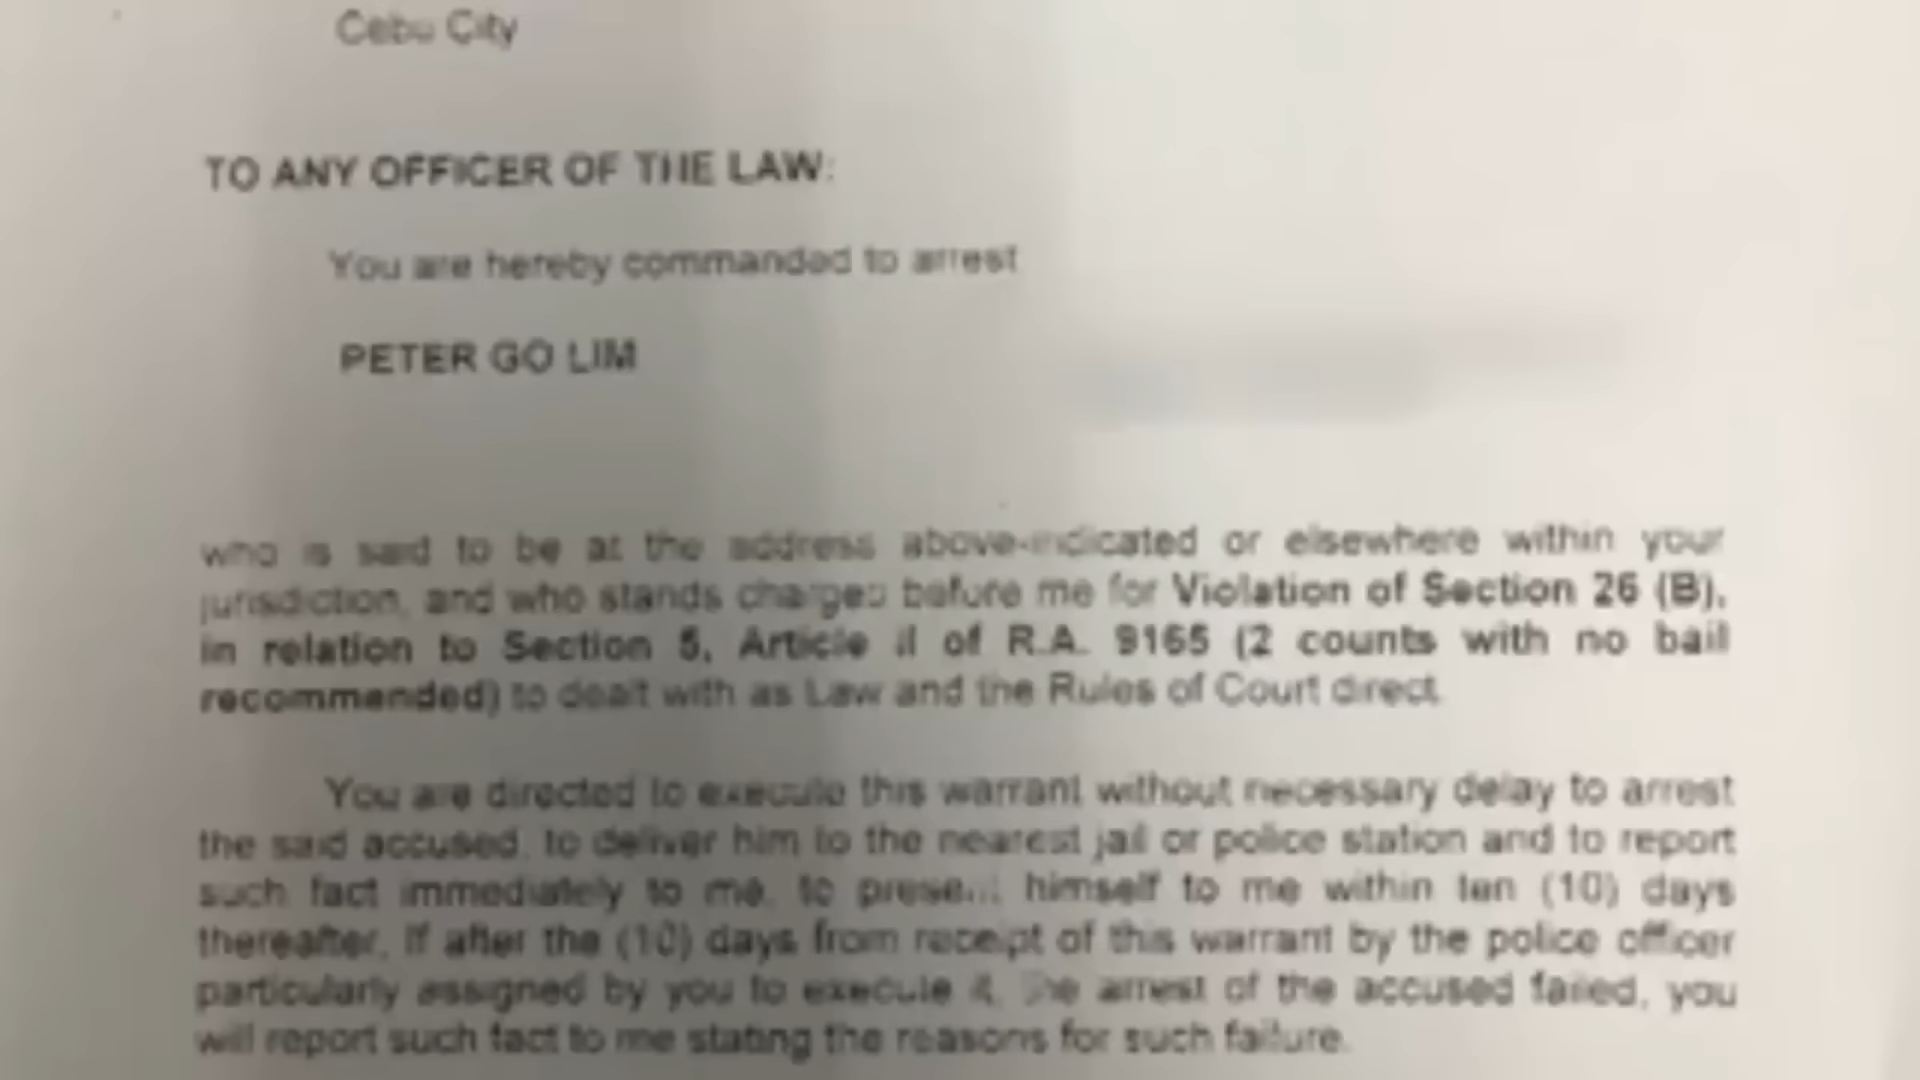 Cebu City
TO ANY OFFICER OF THE LAW:
You are hereby commanded to arrest
PETER GO LIM
who is said to be at the address above-indicated or elsewhere within your
jurisdiction, and who stands charged before me for Violation of Section 26 (B),
in relation to Section 5, Article II of R.A. 9165 (2 counts with no bail
recommended) to dealt with as Law and the Rules of Court direct.
You are directed to execute this warrant without necessary delay to arrest
the said accused, to deliver him to the nearest jail or police station and to report
such fact immediately to me, to present himself to me within ten (10) days
thereafter. If after the (10) days from receipt of this warrant by the police officer
particularly assigned by you to execute it, the arrest of the accused failed, you
will report such fact to me stating the reasons for such failure.